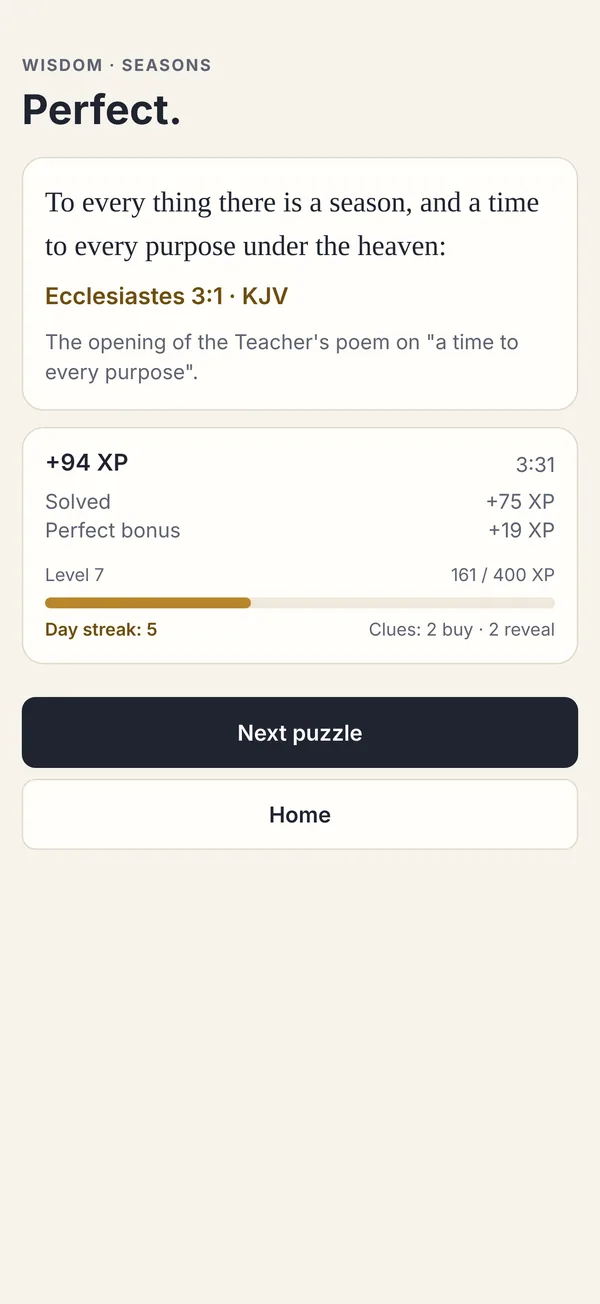 WISDOM · SEASONS
Perfect.
To every thing there is a season, and a time
to every purpose under the heaven:
Ecclesiastes 3:1 · KJV
The opening of the Teacher's poem on "a time to
every purpose".
+94 XP 3:31
Solved +75 XP
Perfect bonus +19 XP
Level 7 161 / 400 XP
Day streak: 5 Clues: 2 buy · 2 reveal
Next puzzle
Home